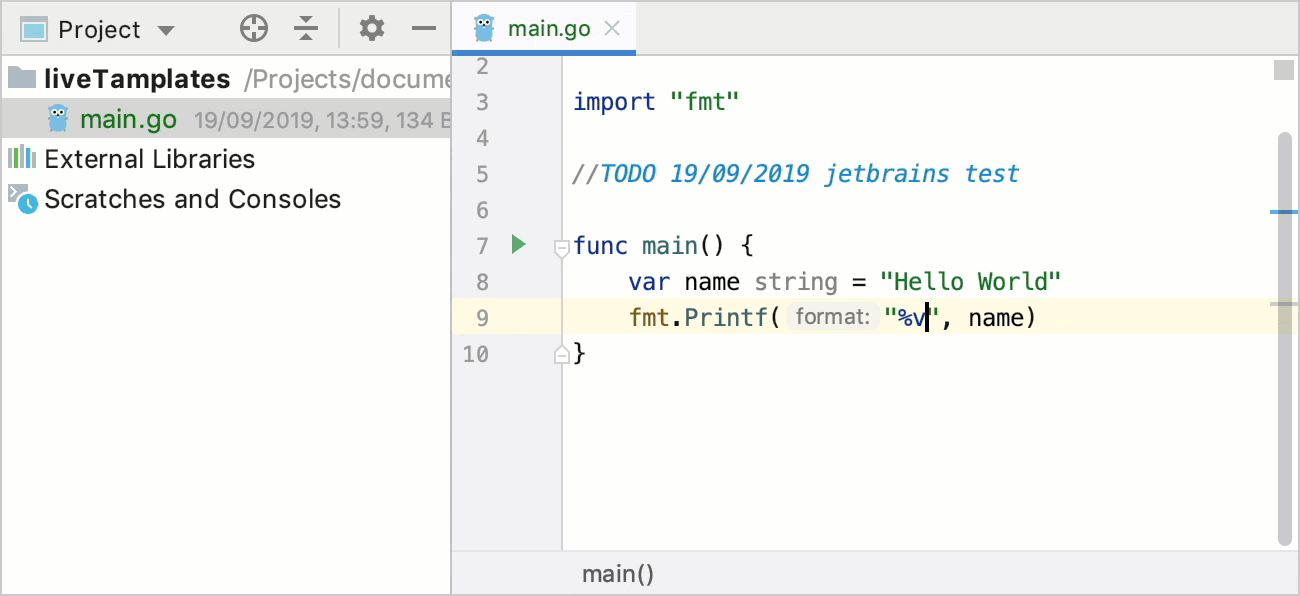 Project
liveTamplates /Projects/docume
main.go 19/09/2019, 13:59, 134 B
External Libraries
Scratches and Consoles
main.go
2
3 import "fmt"
4
5 //TODO 19/09/2019 jetbrains test
6
7 func main() {
8 var name string = "Hello World"
9 fmt.Printf( format: "%v", name)
10 }
main()